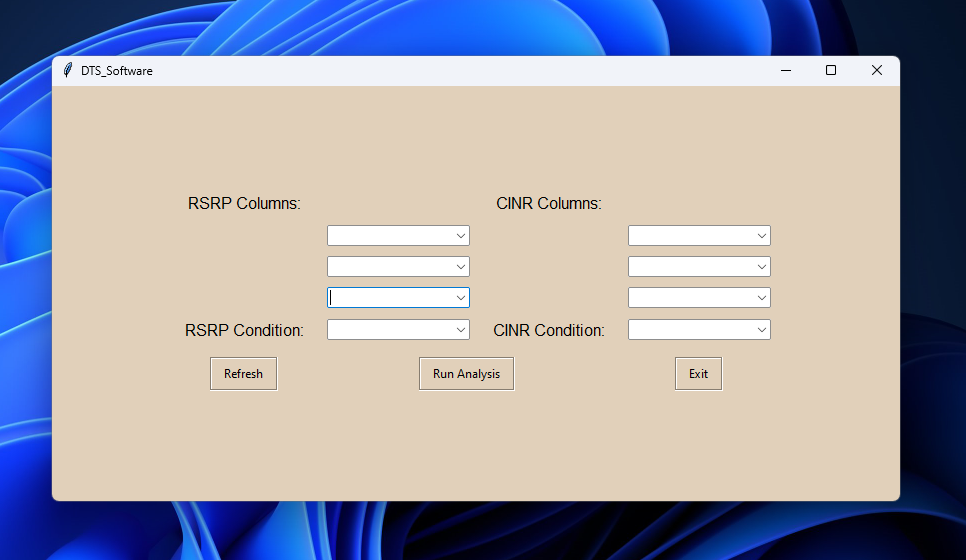 DTS_Software
RSRP Columns:
CINR Columns:
RSRP Condition:
CINR Condition:
Refresh
Run Analysis
Exit